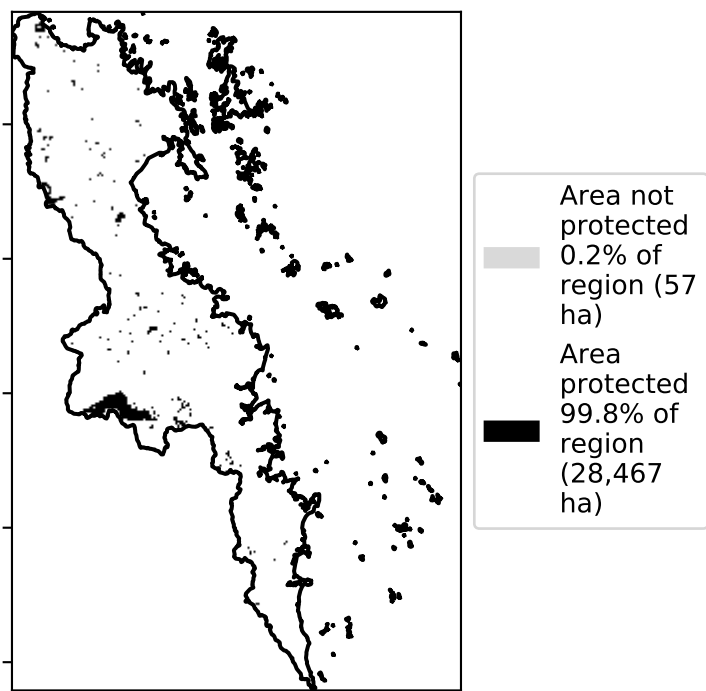 Area not
protected
0.2% of
region (57
ha)
Area
protected
99.8% of
region
(28,467
ha)